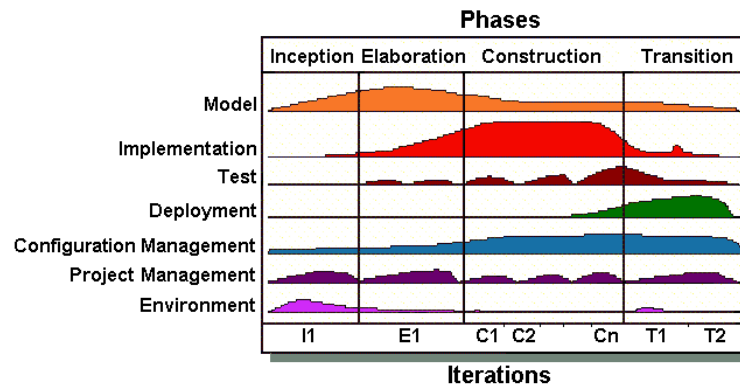 Phases
Inception Elaboration Construction Transition
Model
Implementation
Test
Deployment
Configuration Management
Project Management
Environment
I1 E1 C1 C2 Cn T1 T2
Iterations